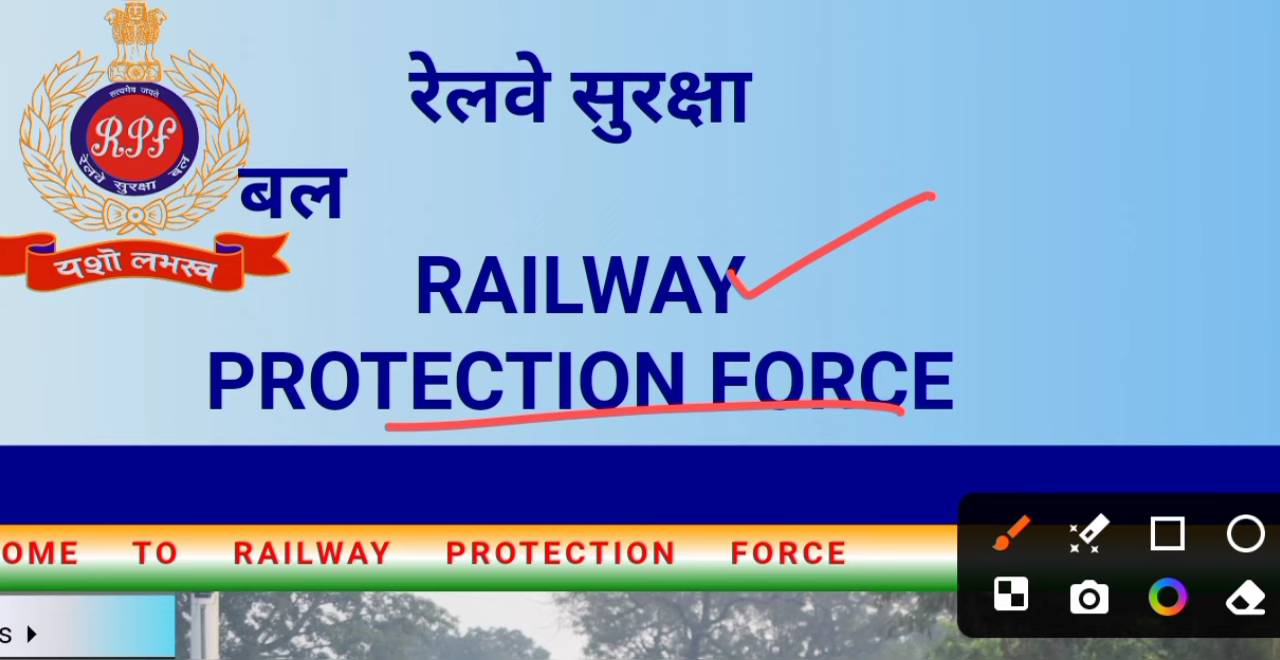 सत्यमेव जयते
RPF
रेलवे सुरक्षा बल
यशो लभस्व
रेलवे सुरक्षा
बल
RAILWAY
PROTECTION FORCE
OME TO RAILWAY PROTECTION FORCE
s